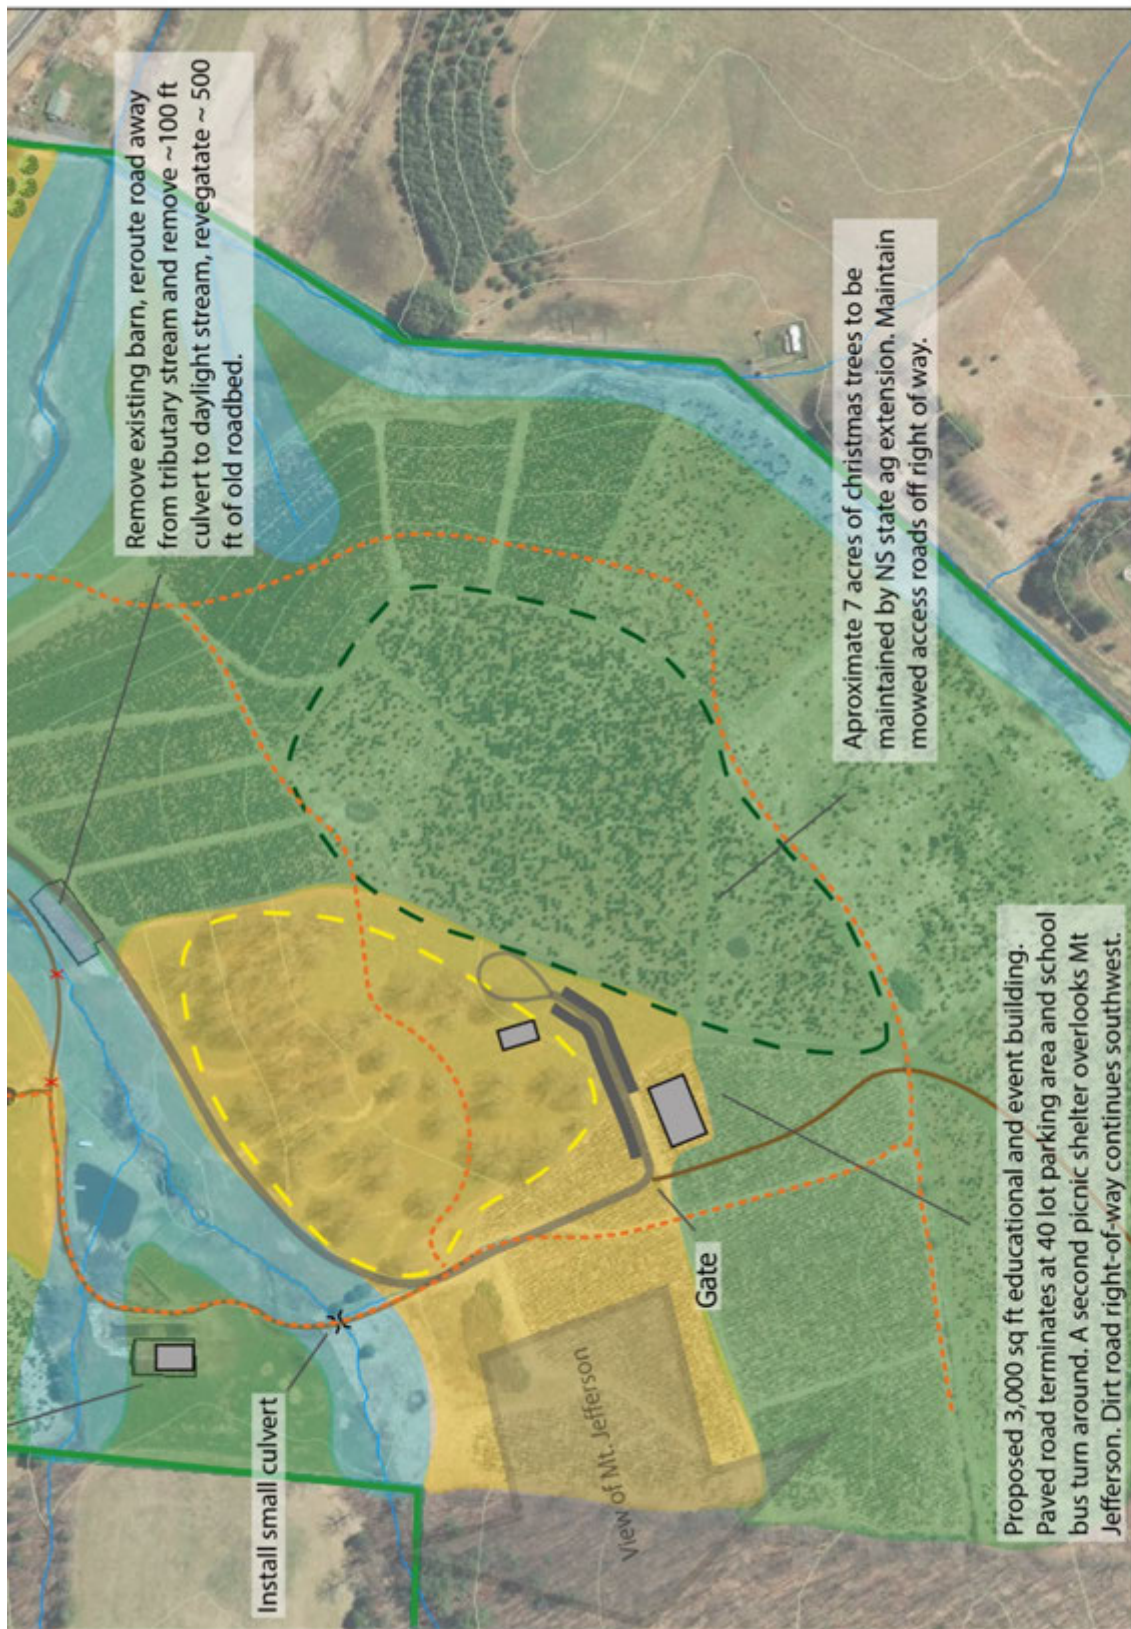 Remove existing barn, reroute road away
from tributary stream and remove ~100 ft
culvert to daylight stream, revegatate ~ 500
ft of old roadbed.
Aproximate 7 acres of christmas trees to be
maintained by NS state ag extension. Maintain
mowed access roads off right of way.
Install small culvert
Gate
View of Mt. Jefferson
Proposed 3,000 sq ft educational and event building.
Paved road terminates at 40 lot parking area and school
bus turn around. A second picnic shelter overlooks Mt
Jefferson. Dirt road right-of-way continues southwest.